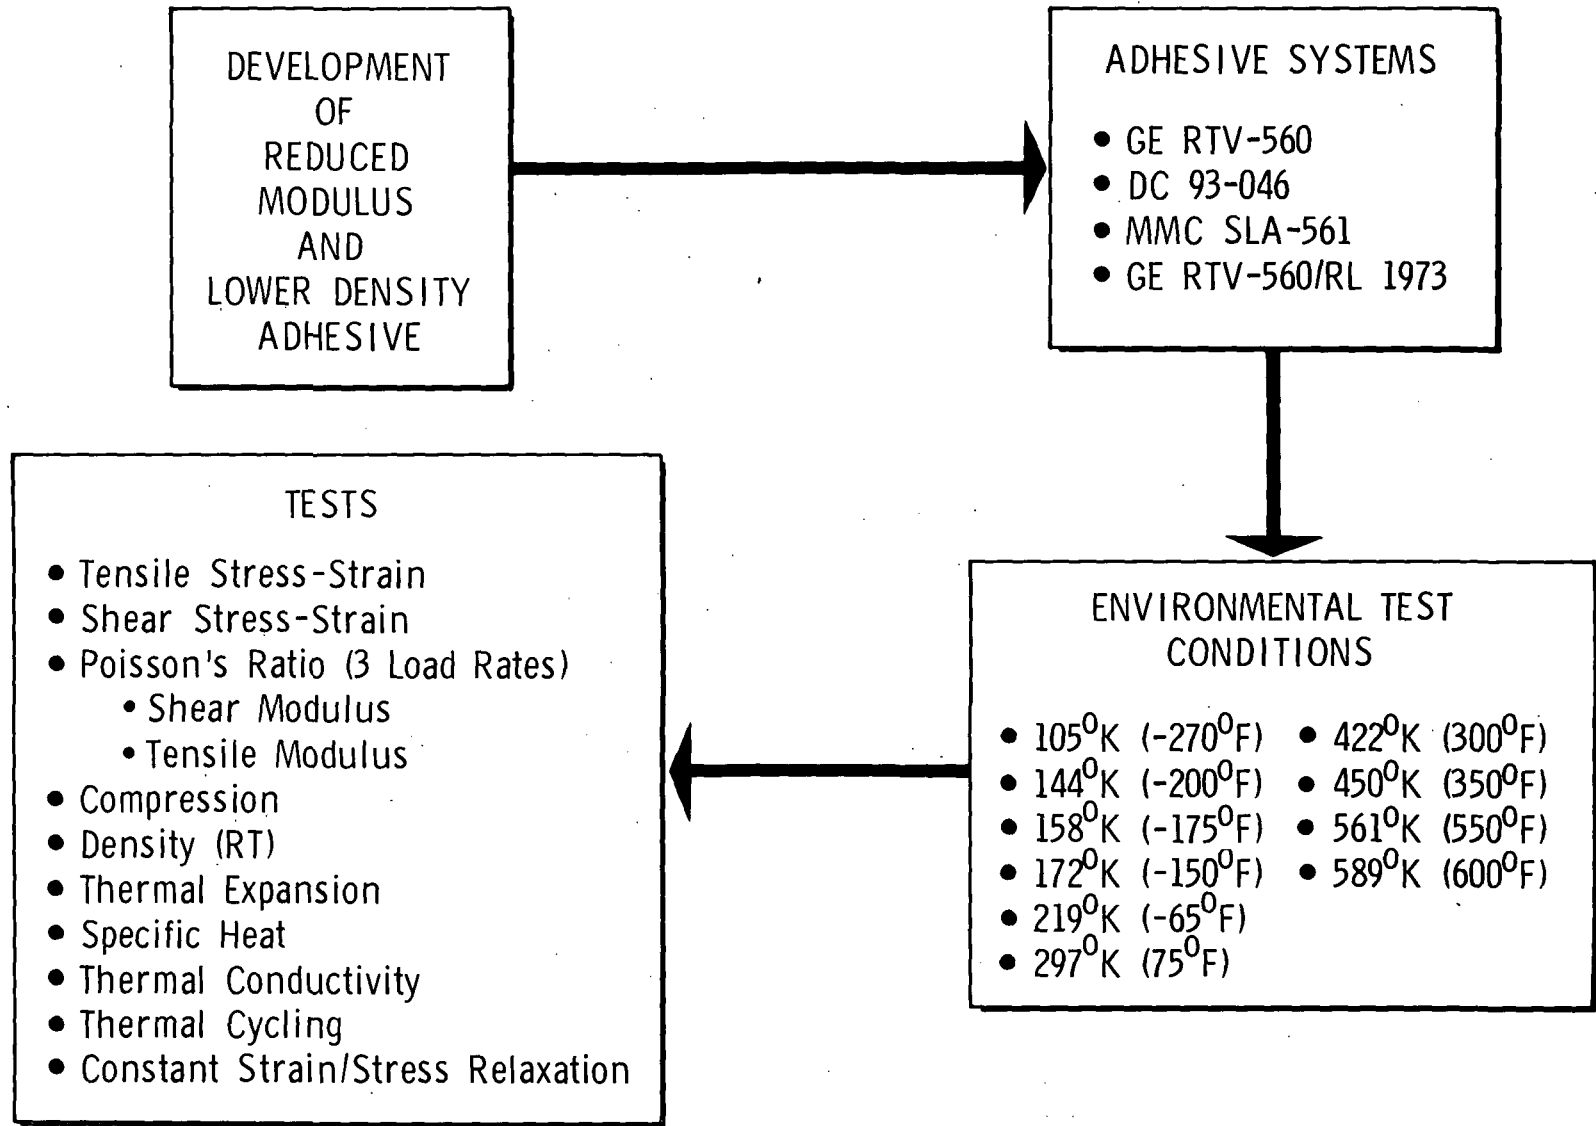 DEVELOPMENT
OF
REDUCED
MODULUS
AND
LOWER DENSITY
ADHESIVE
ADHESIVE SYSTEMS
• GE RTV-560
• DC 93-046
• MMC SLA-561
• GE RTV-560/RL 1973
ENVIRONMENTAL TEST
CONDITIONS
• 105⁰K (-270⁰F) • 422⁰K (300⁰F)
• 144⁰K (-200⁰F) • 450⁰K (350⁰F)
• 158⁰K (-175⁰F) • 561⁰K (550⁰F)
• 172⁰K (-150⁰F) • 589⁰K (600⁰F)
• 219⁰K (-65⁰F)
• 297⁰K (75⁰F)
TESTS
• Tensile Stress-Strain
• Shear Stress-Strain
• Poisson's Ratio (3 Load Rates)
• Shear Modulus
• Tensile Modulus
• Compression
• Density (RT)
• Thermal Expansion
• Specific Heat
• Thermal Conductivity
• Thermal Cycling
• Constant Strain/Stress Relaxation